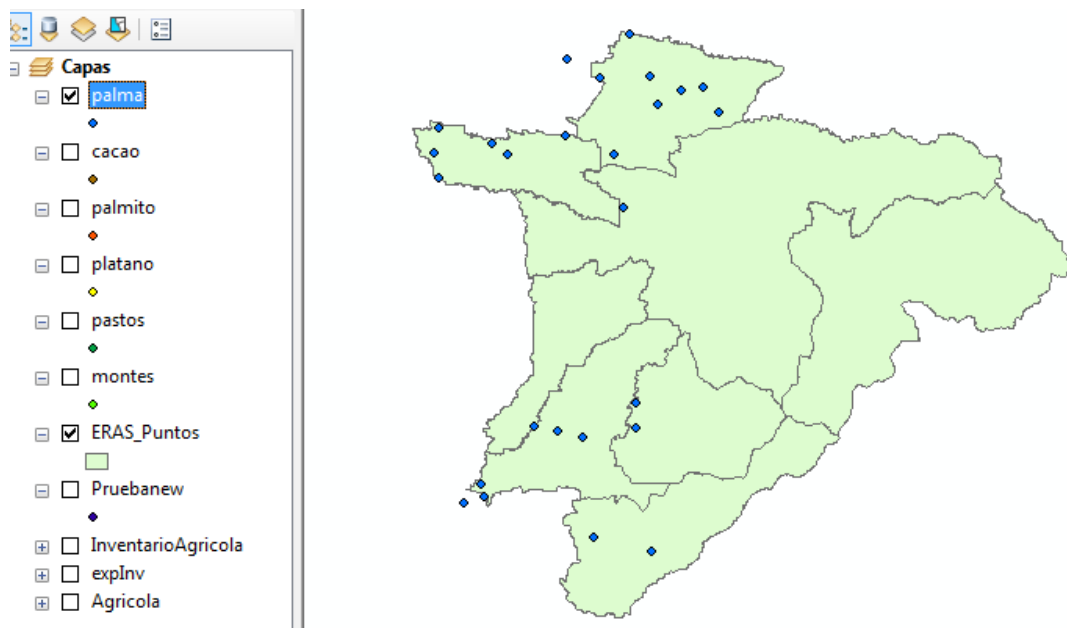 Capas
palma
cacao
palmito
platano
pastos
montes
ERAS_Puntos
Pruebanew
InventarioAgricola
expInv
Agricola